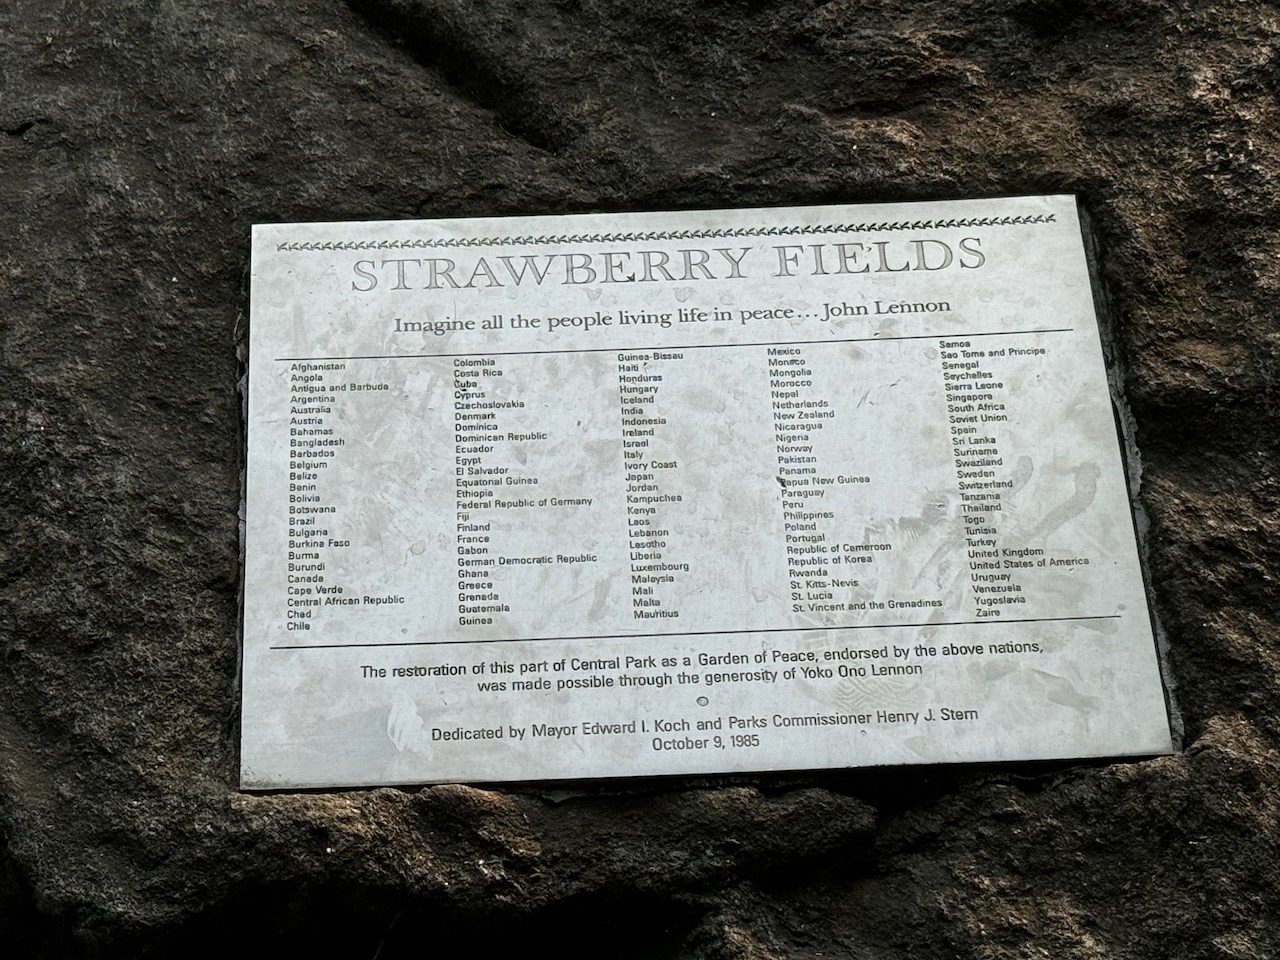 STRAWBERRY FIELDS
Imagine all the people living life in peace...John Lennon
Afghanistan
Angola
Antigua and Barbuda
Argentina
Australia
Austria
Bahamas
Bangladesh
Barbados
Belgium
Belize
Benin
Bolivia
Botswana
Brazil
Bulgaria
Burkina Faso
Burma
Burundi
Canada
Cape Verde
Central African Republic
Chad
Chile
Colombia
Costa Rica
Cuba
Cyprus
Czechoslovakia
Denmark
Dominica
Dominican Republic
Ecuador
Egypt
El Salvador
Equatorial Guinea
Ethiopia
Federal Republic of Germany
Fiji
Finland
France
Gabon
German Democratic Republic
Ghana
Greece
Grenada
Guatemala
Guinea
Guinea-Bissau
Haiti
Honduras
Hungary
Iceland
India
Indonesia
Ireland
Israel
Italy
Ivory Coast
Japan
Jordan
Kampuchea
Kenya
Laos
Lebanon
Lesotho
Liberia
Luxembourg
Malaysia
Mali
Malta
Mauritius
Mexico
Monaco
Mongolia
Morocco
Nepal
Netherlands
New Zealand
Nicaragua
Nigeria
Norway
Pakistan
Panama
Papua New Guinea
Paraguay
Peru
Philippines
Poland
Portugal
Republic of Cameroon
Republic of Korea
Rwanda
St. Kitts-Nevis
St. Lucia
St. Vincent and the Grenadines
Samoa
Sao Tome and Principe
Senegal
Seychelles
Sierra Leone
Singapore
South Africa
Soviet Union
Spain
Sri Lanka
Suriname
Swaziland
Sweden
Switzerland
Tanzania
Thailand
Togo
Tunisia
Turkey
United Kingdom
United States of America
Uruguay
Venezuela
Yugoslavia
Zaire
The restoration of this part of Central Park as a Garden of Peace, endorsed by the above nations,
was made possible through the generosity of Yoko Ono Lennon
Dedicated by Mayor Edward I. Koch and Parks Commissioner Henry J. Stern
October 9, 1985